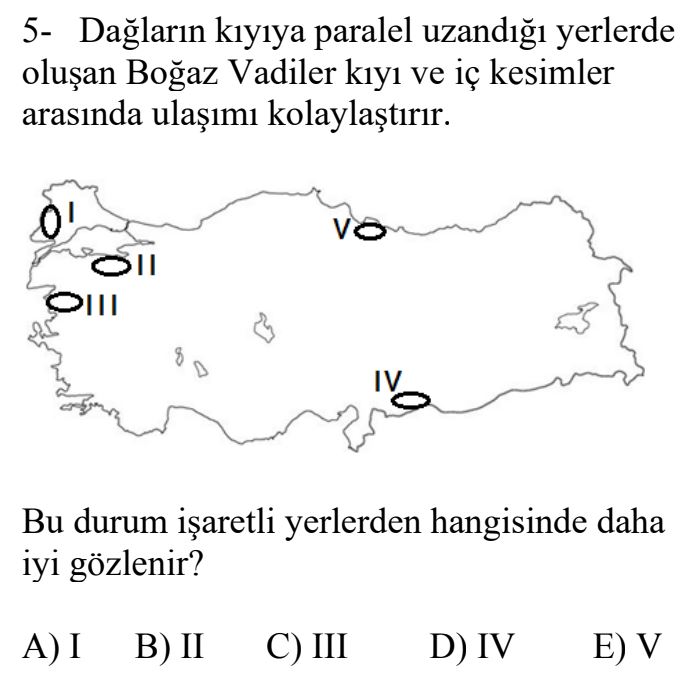 5- Dağların kıyıya paralel uzandığı yerlerde
oluşan Boğaz Vadiler kıyı ve iç kesimler
arasında ulaşımı kolaylaştırır.
I
V
II
III
IV
Bu durum işaretli yerlerden hangisinde daha
iyi gözlenir?
A) I B) II C) III D) IV E) V